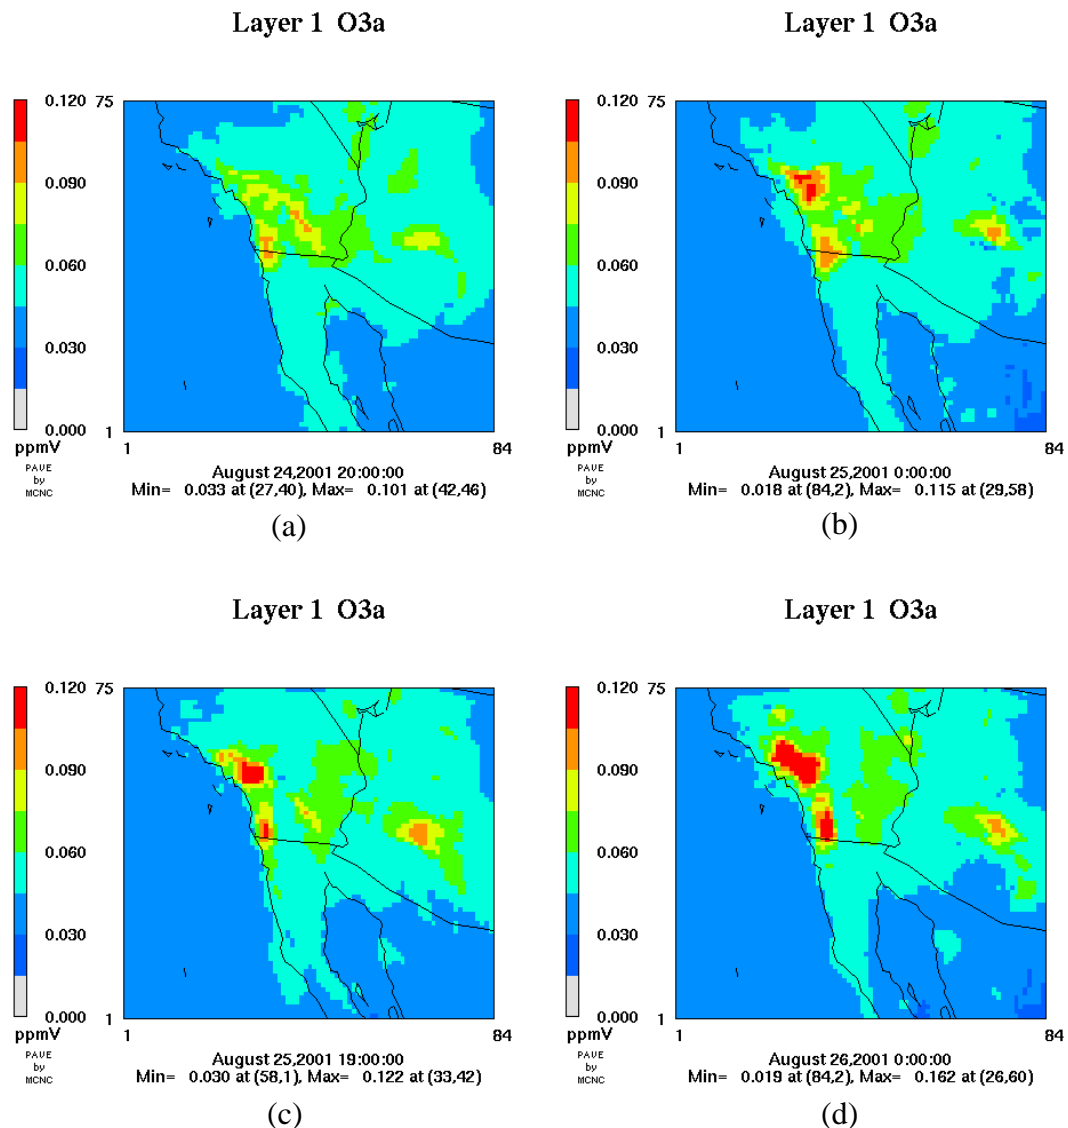 Layer 1 O3a
0.120
75
0.090
0.060
0.030
0.000
1
ppmV
1
84
PAVE
by
MCNC
August 24,2001 20:00:00
Min= 0.033 at (27,40), Max= 0.101 at (42,46)
(a)
Layer 1 O3a
0.120
75
0.090
0.060
0.030
0.000
1
ppmV
1
84
PAVE
by
MCNC
August 25,2001 0:00:00
Min= 0.018 at (84,2), Max= 0.115 at (29,58)
(b)
Layer 1 O3a
0.120
75
0.090
0.060
0.030
0.000
1
ppmV
1
84
PAVE
by
MCNC
August 25,2001 19:00:00
Min= 0.030 at (58,1), Max= 0.122 at (33,42)
(c)
Layer 1 O3a
0.120
75
0.090
0.060
0.030
0.000
1
ppmV
1
84
PAVE
by
MCNC
August 26,2001 0:00:00
Min= 0.019 at (84,2), Max= 0.162 at (26,60)
(d)